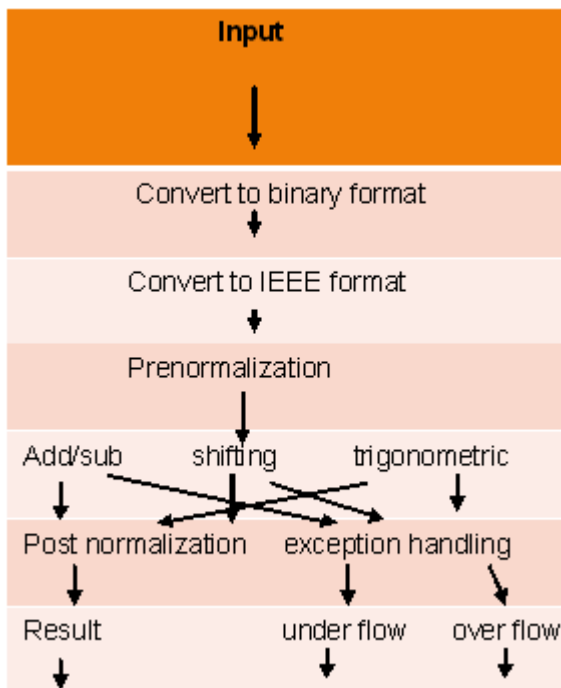 Input
Convert to binary format
Convert to IEEE format
Prenormalization
Add/sub shifting trigonometric
Post normalization exception handling
Result under flow over flow